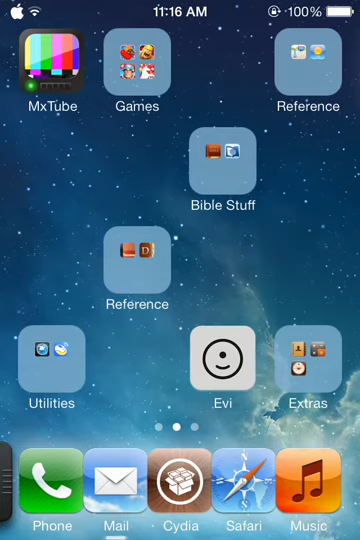 11:16 AM
100%
MxTube
Games
Reference
Bible Stuff
Reference
Utilities
Evi
Extras
Phone
Mail
Cydia
Safari
Music